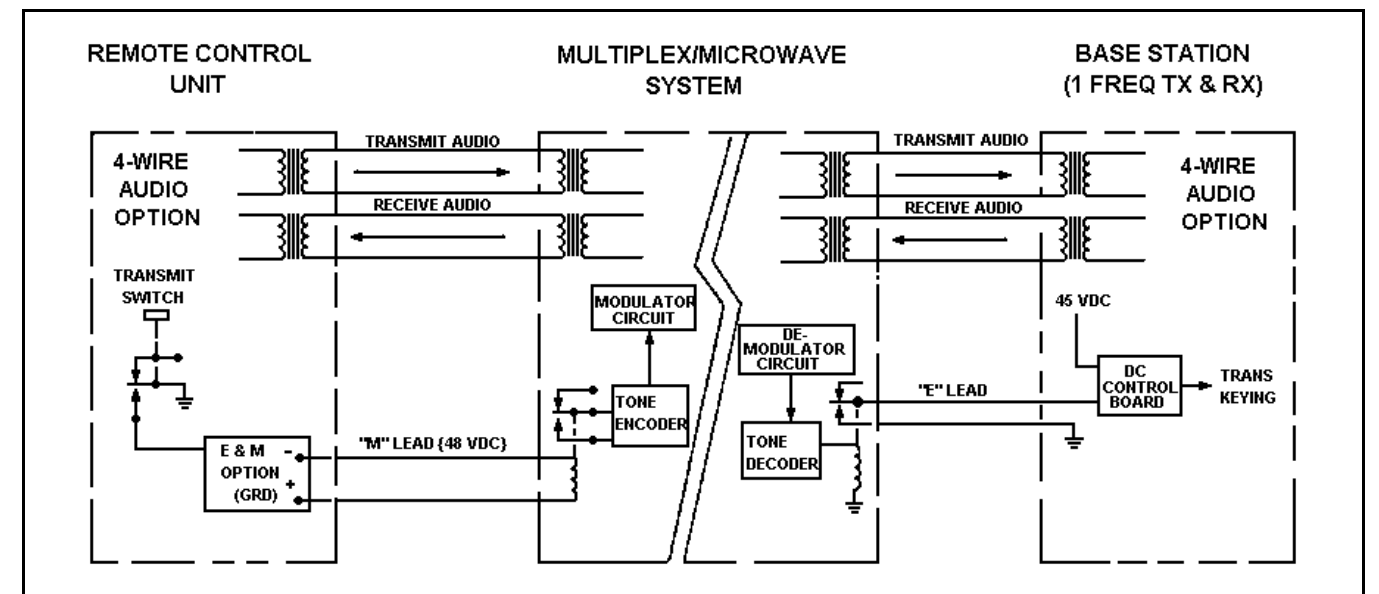 REMOTE CONTROL
UNIT
MULTIPLEX/MICROWAVE
SYSTEM
BASE STATION
(1 FREQ TX & RX)
4-WIRE
AUDIO
OPTION
TRANSMIT AUDIO
RECEIVE AUDIO
TRANSMIT AUDIO
RECEIVE AUDIO
4-WIRE
AUDIO
OPTION
TRANSMIT
SWITCH
MODULATOR
CIRCUIT
DE-
MODULATOR
CIRCUIT
45 VDC
TONE
ENCODER
"E" LEAD
DC
CONTROL
BOARD
TRANS
KEYING
E & M -
OPTION
(GRD) +
"M" LEAD {48 VDC}
TONE
DECODER